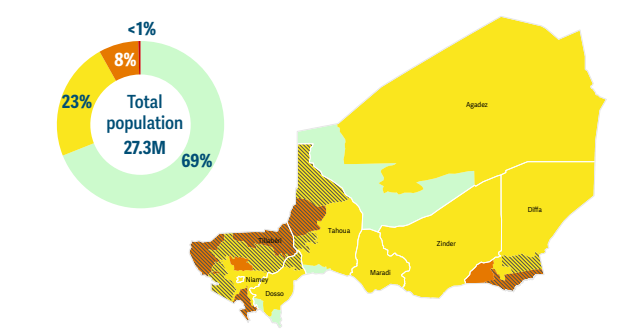 <1%
8%
23%
Total
population
27.3M
69%
Agadez
Diffa
Tahoua
Tillabéri
Zinder
Maradi
Niamey
Dosso